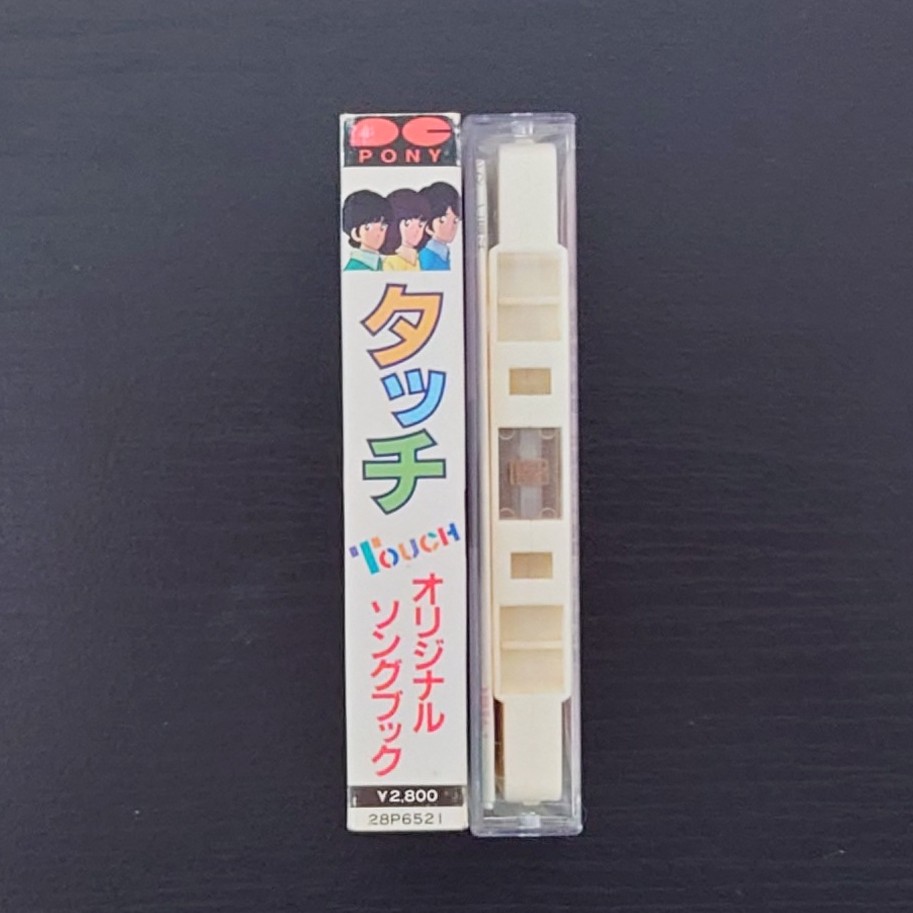 PONY
タッチ
TOUCH
オリジナル
ソングブック
¥2,800
28P6521